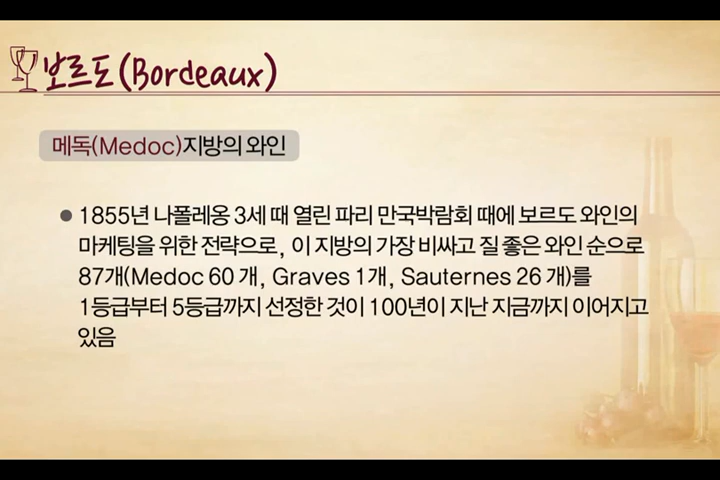 보르도(Bordeaux)
메독(Medoc)지방의 와인
● 1855년 나폴레옹 3세 때 열린 파리 만국박람회 때에 보르도 와인의
마케팅을 위한 전략으로, 이 지방의 가장 비싸고 질 좋은 와인 순으로
87개(Medoc 60 개, Graves 1개, Sauternes 26 개)를
1등급부터 5등급까지 선정한 것이 100년이 지난 지금까지 이어지고
있음